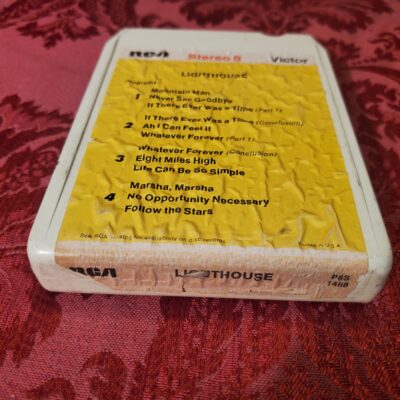 RCA Stereo 8 Victor
LIGHTHOUSE
Program:
Mountain Man
1 Never Say Goodbye
If There Ever Was a Time (Part 1)
If There Ever Was a Time (Conclusion)
2 Ah I Can Feel It
Whatever Forever (Part 1)
Whatever Forever (Conclusion)
3 Eight Miles High
Life Can Be So Simple
Marsha, Marsha
4 No Opportunity Necessary
Follow the Stars
Printed in U.S.A.
RCA LIGHTHOUSE P8S
1468